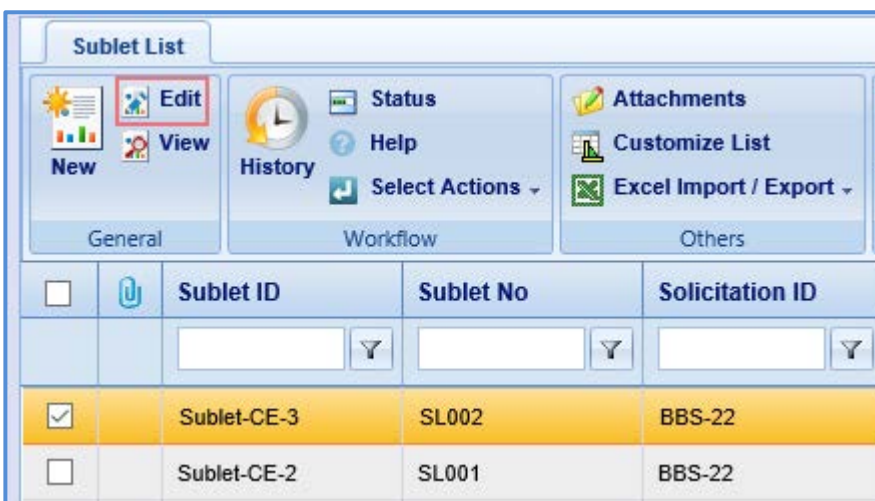 Sublet List
New
Edit
View
General
History
Status
Help
Select Actions
Workflow
Attachments
Customize List
Excel Import / Export
Others
Sublet ID Sublet No Solicitation ID
Sublet-CE-3 SL002 BBS-22
Sublet-CE-2 SL001 BBS-22